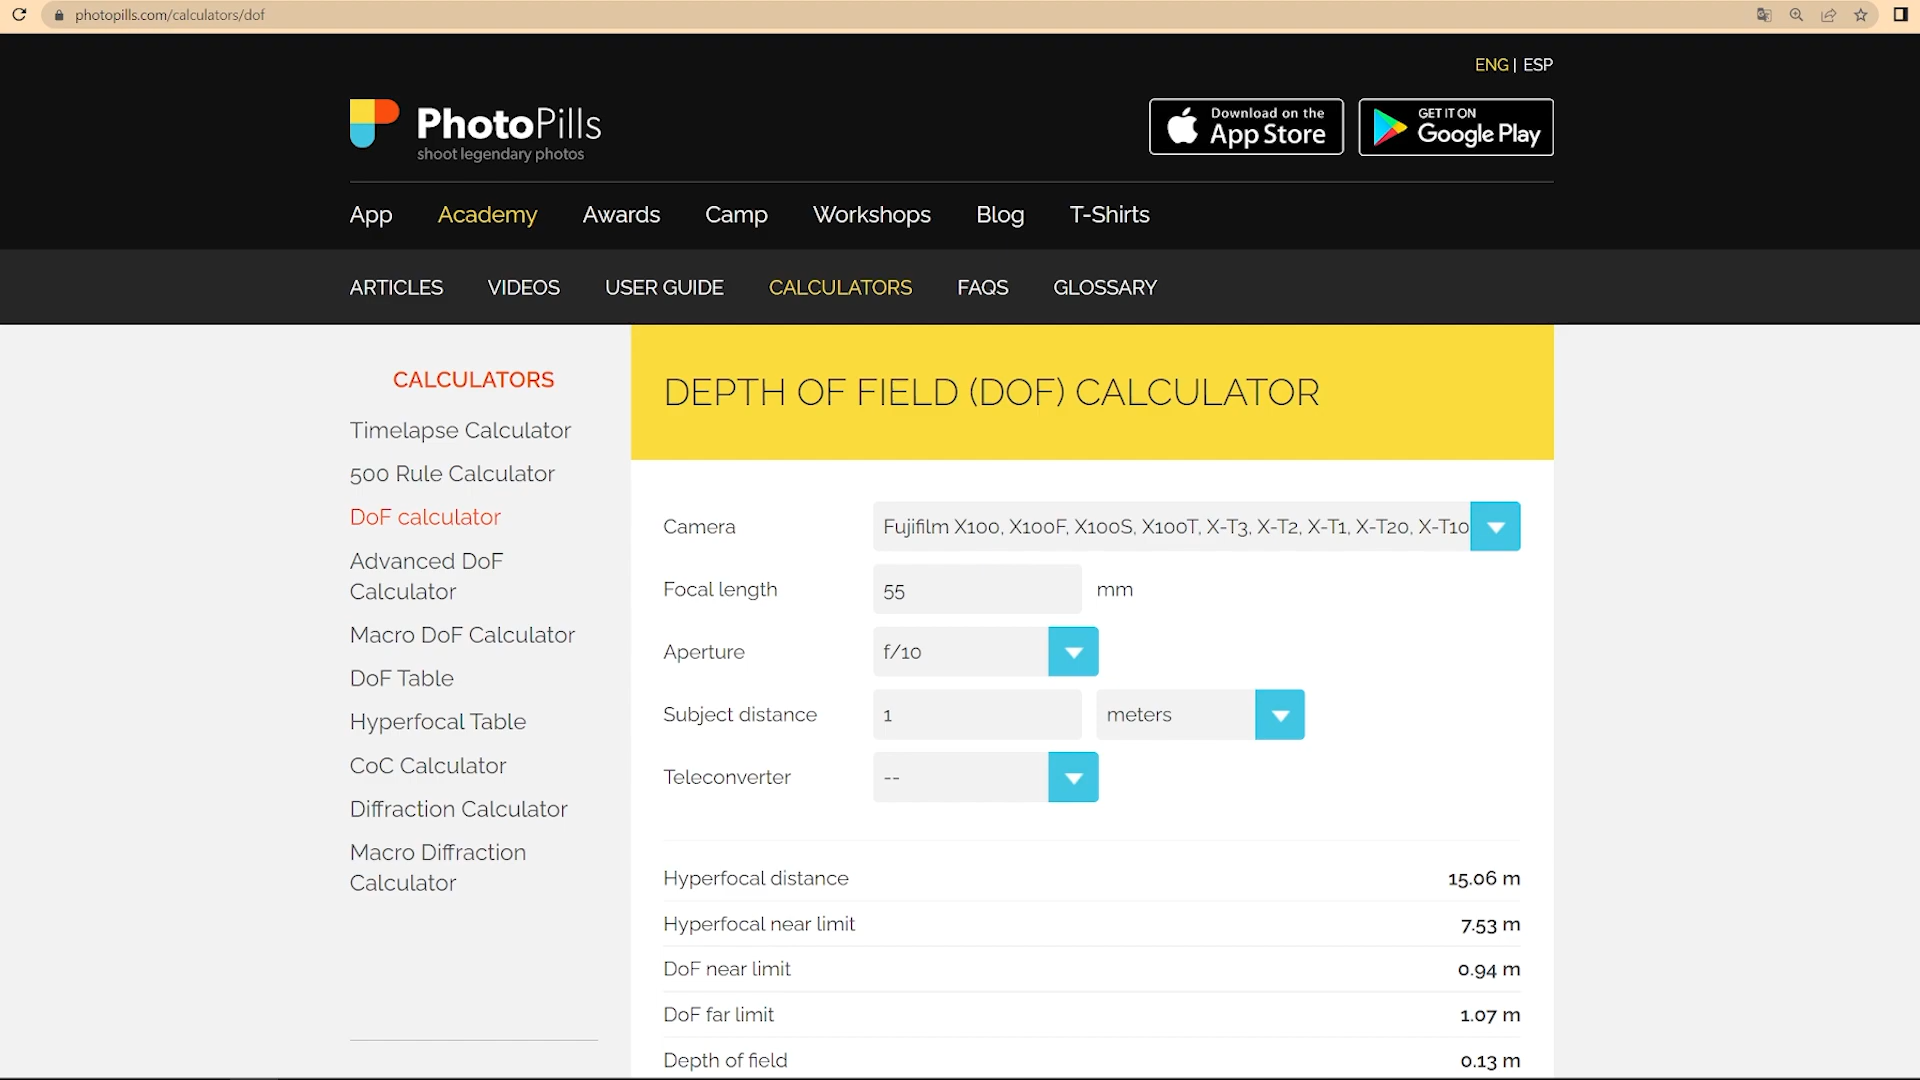 photopills.com/calculators/dof
ENG | ESP
PhotoPills
shoot legendary photos
Download on the
App Store
GET IT ON
Google Play
App Academy Awards Camp Workshops Blog T-Shirts
ARTICLES VIDEOS USER GUIDE CALCULATORS FAQS GLOSSARY
CALCULATORS
Timelapse Calculator
500 Rule Calculator
DoF calculator
Advanced DoF
Calculator
Macro DoF Calculator
DoF Table
Hyperfocal Table
CoC Calculator
Diffraction Calculator
Macro Diffraction
Calculator
DEPTH OF FIELD (DOF) CALCULATOR
Camera Fujifilm X100, X100F, X100S, X100T, X-T3, X-T2, X-T1, X-T20, X-T10
Focal length 55 mm
Aperture f/10
Subject distance 1 meters
Teleconverter --
Hyperfocal distance 15.06 m
Hyperfocal near limit 7.53 m
DoF near limit 0.94 m
DoF far limit 1.07 m
Depth of field 0.13 m